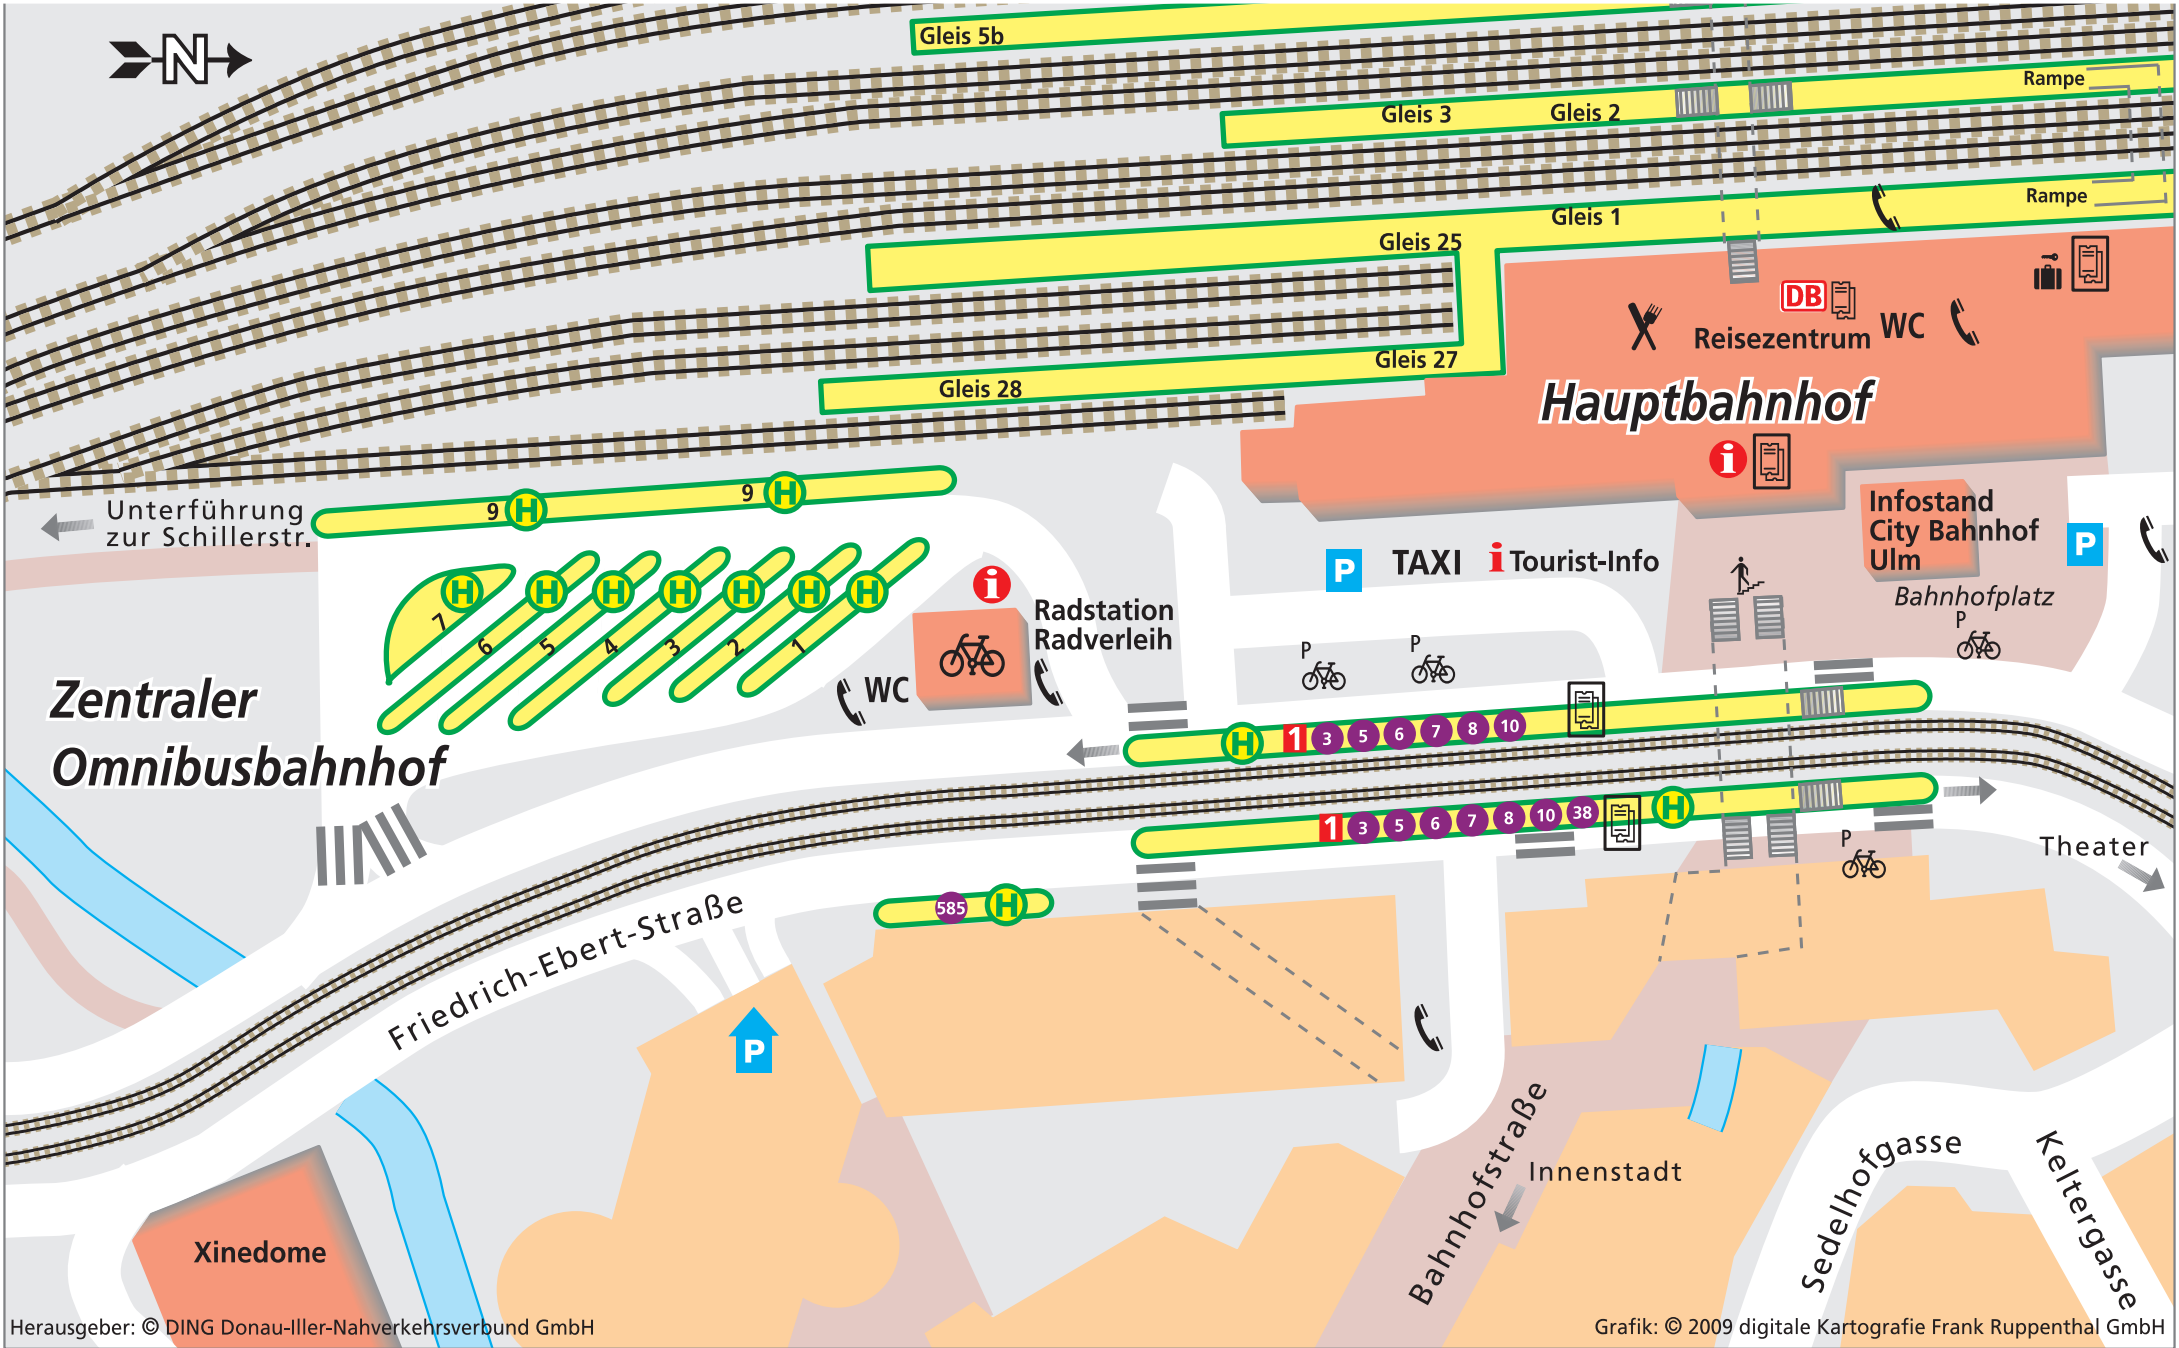 N
Gleis 5b
Gleis 3
Gleis 2
Rampe
Gleis 1
Rampe
Gleis 25
Gleis 27
Gleis 28
DB
Reisezentrum
WC
Hauptbahnhof
i
Infostand
City Bahnhof
Ulm
Bahnhofplatz
P
P
P
TAXI
i Tourist-Info
P
P
Unterführung
zur Schillerstr.
9 H
9 H
H H H H H H H
7 6 5 4 3 2 1
i
Radstation
Radverleih
WC
Zentraler
Omnibusbahnhof
H 1 3 5 6 7 8 10
1 3 5 6 7 8 10 38 H
P
Theater
585 H
Friedrich-Ebert-Straße
P
Bahnhofstraße
Innenstadt
Sedelhofgasse
Keltergasse
Xinedome
Herausgeber: © DING Donau-Iller-Nahverkehrsverbund GmbH
Grafik: © 2009 digitale Kartografie Frank Ruppenthal GmbH